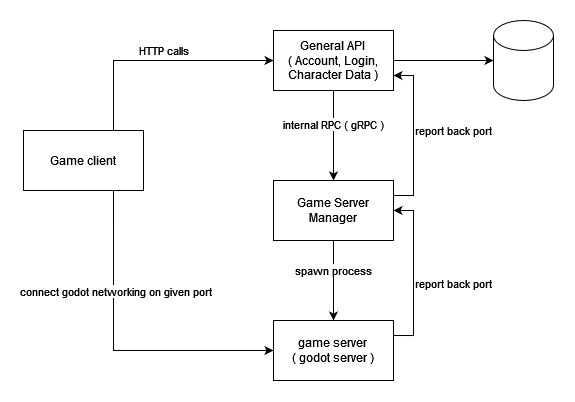 HTTP calls
General API
( Account, Login,
Character Data )
internal RPC ( gRPC )
report back port
Game client
Game Server
Manager
spawn process
report back port
connect godot networking on given port
game server
( godot server )